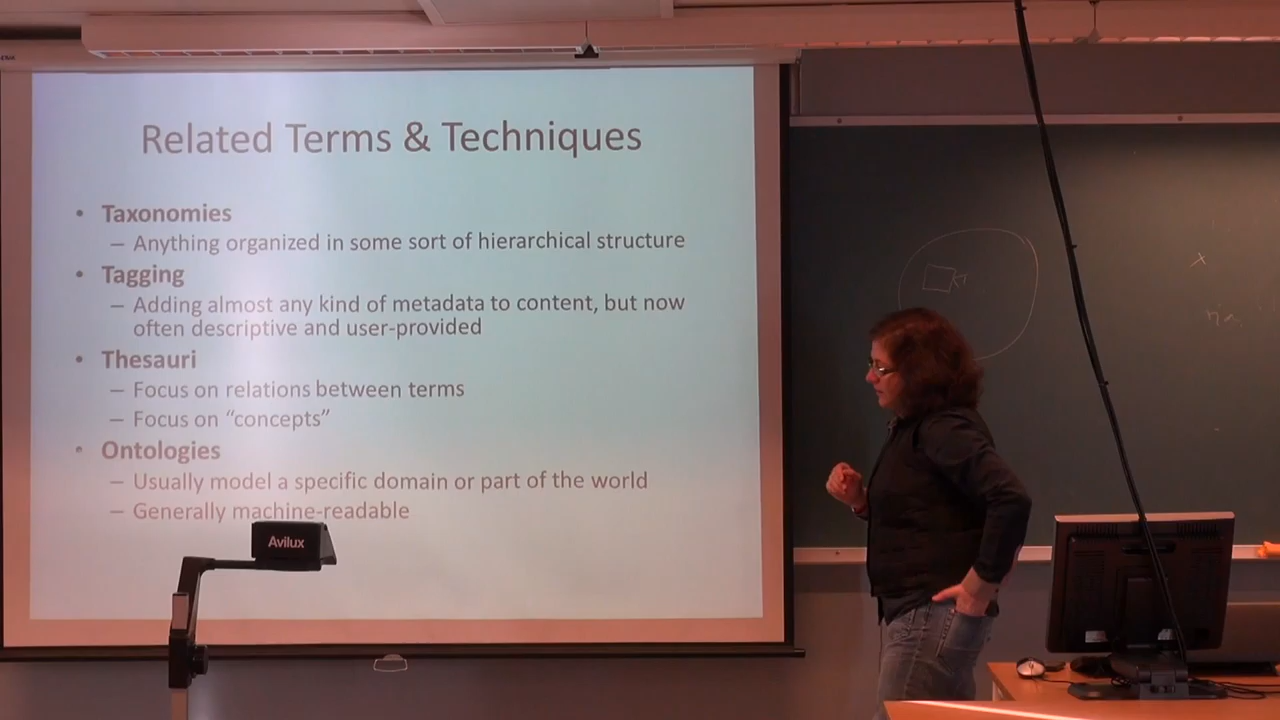 Related Terms & Techniques
• Taxonomies
– Anything organized in some sort of hierarchical structure
• Tagging
– Adding almost any kind of metadata to content, but now
often descriptive and user-provided
• Thesauri
– Focus on relations between terms
– Focus on “concepts”
• Ontologies
– Usually model a specific domain or part of the world
– Generally machine-readable
Avilux